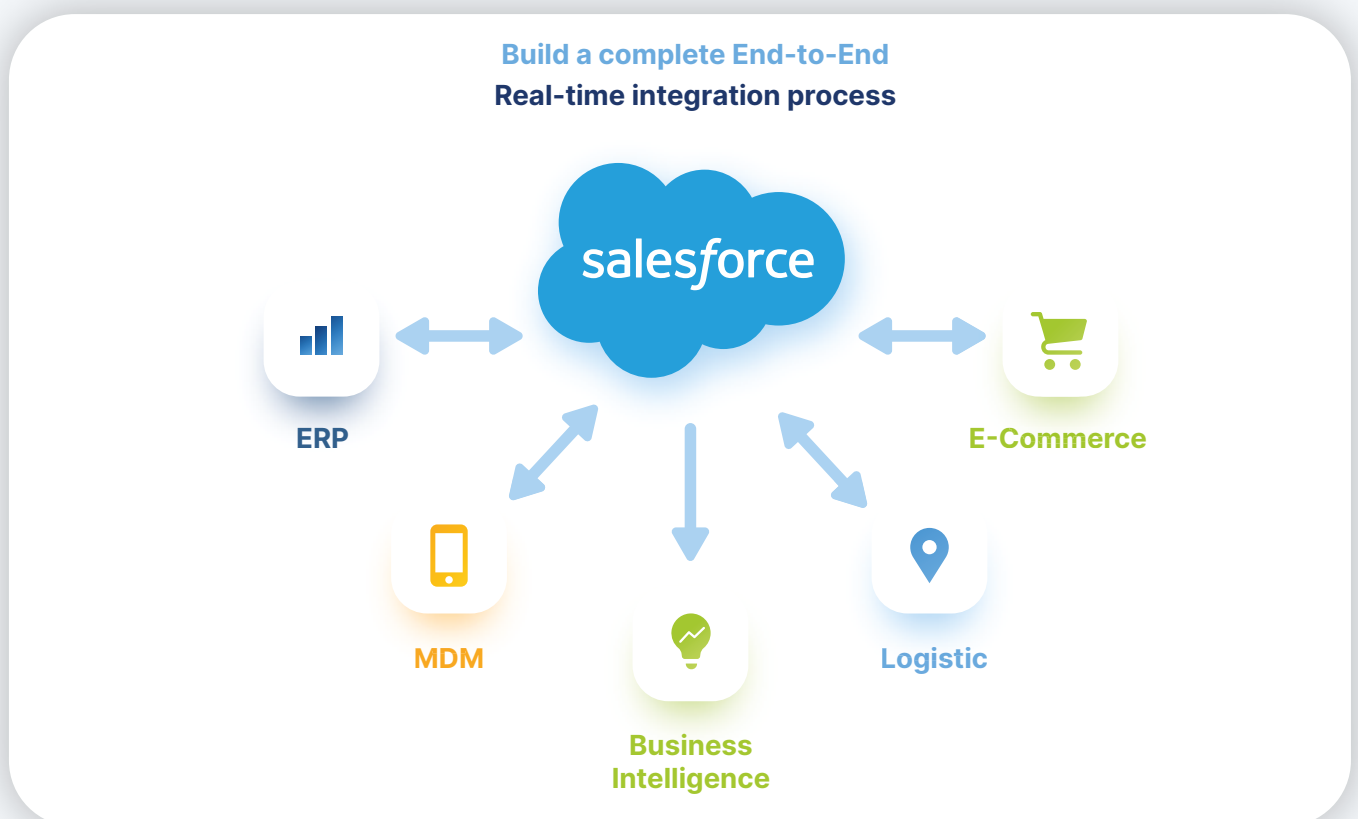 Build a complete End-to-End
Real-time integration process
salesforce
ERP
E-Commerce
MDM
Logistic
Business
Intelligence